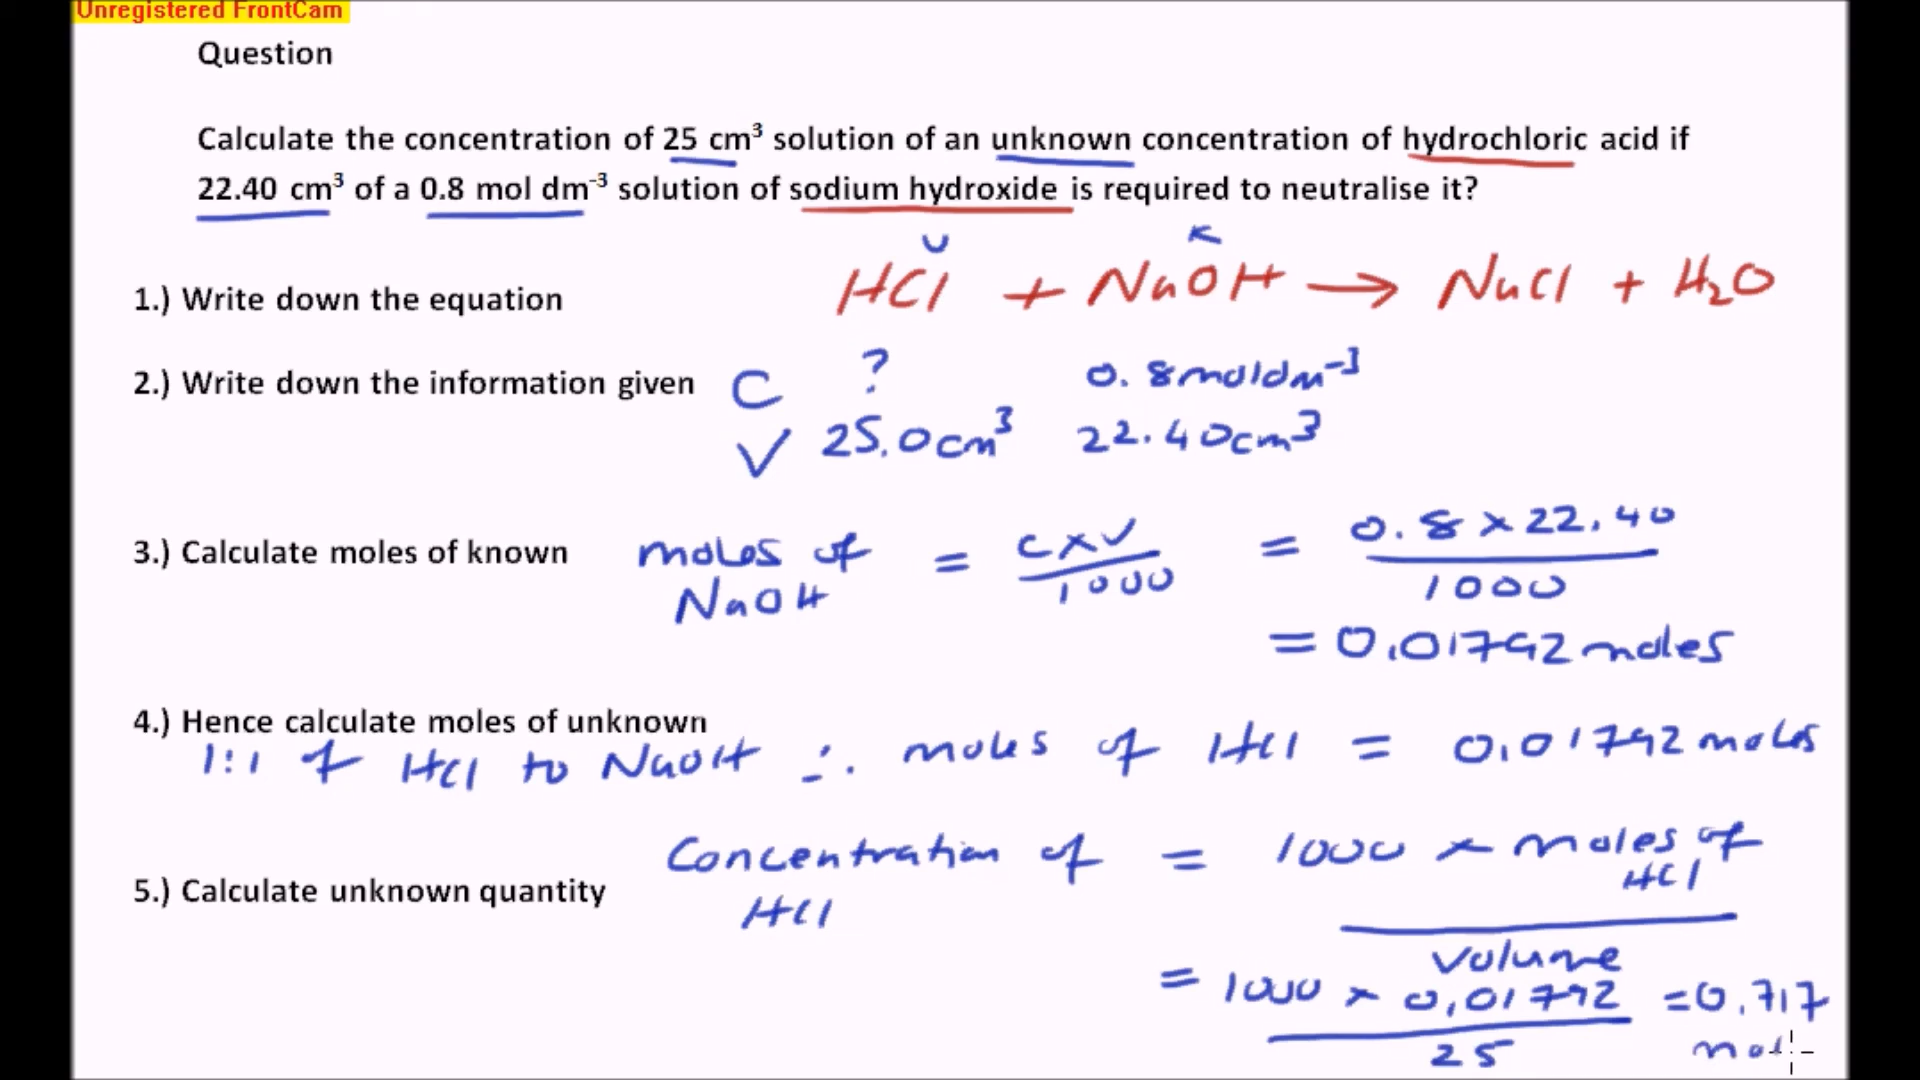 Unregistered FrontCam
Question
Calculate the concentration of 25 cm³ solution of an unknown concentration of hydrochloric acid if
22.40 cm³ of a 0.8 mol dm⁻³ solution of sodium hydroxide is required to neutralise it?
U K
1.) Write down the equation HCl + NaOH → NaCl + H₂O
2.) Write down the information given C ? 0.8moldm⁻³
V 25.0cm³ 22.40cm³
3.) Calculate moles of known moles of NaOH = CxV/1000 = 0.8 x 22.40/1000
= 0.01792 moles
4.) Hence calculate moles of unknown
1:1 of HCl to NaOH ∴ moles of HCl = 0.01792 moles
5.) Calculate unknown quantity Concentration of HCl = 1000 x moles of HCl/Volume
= 1000 x 0.01792/25 = 0.717
mol